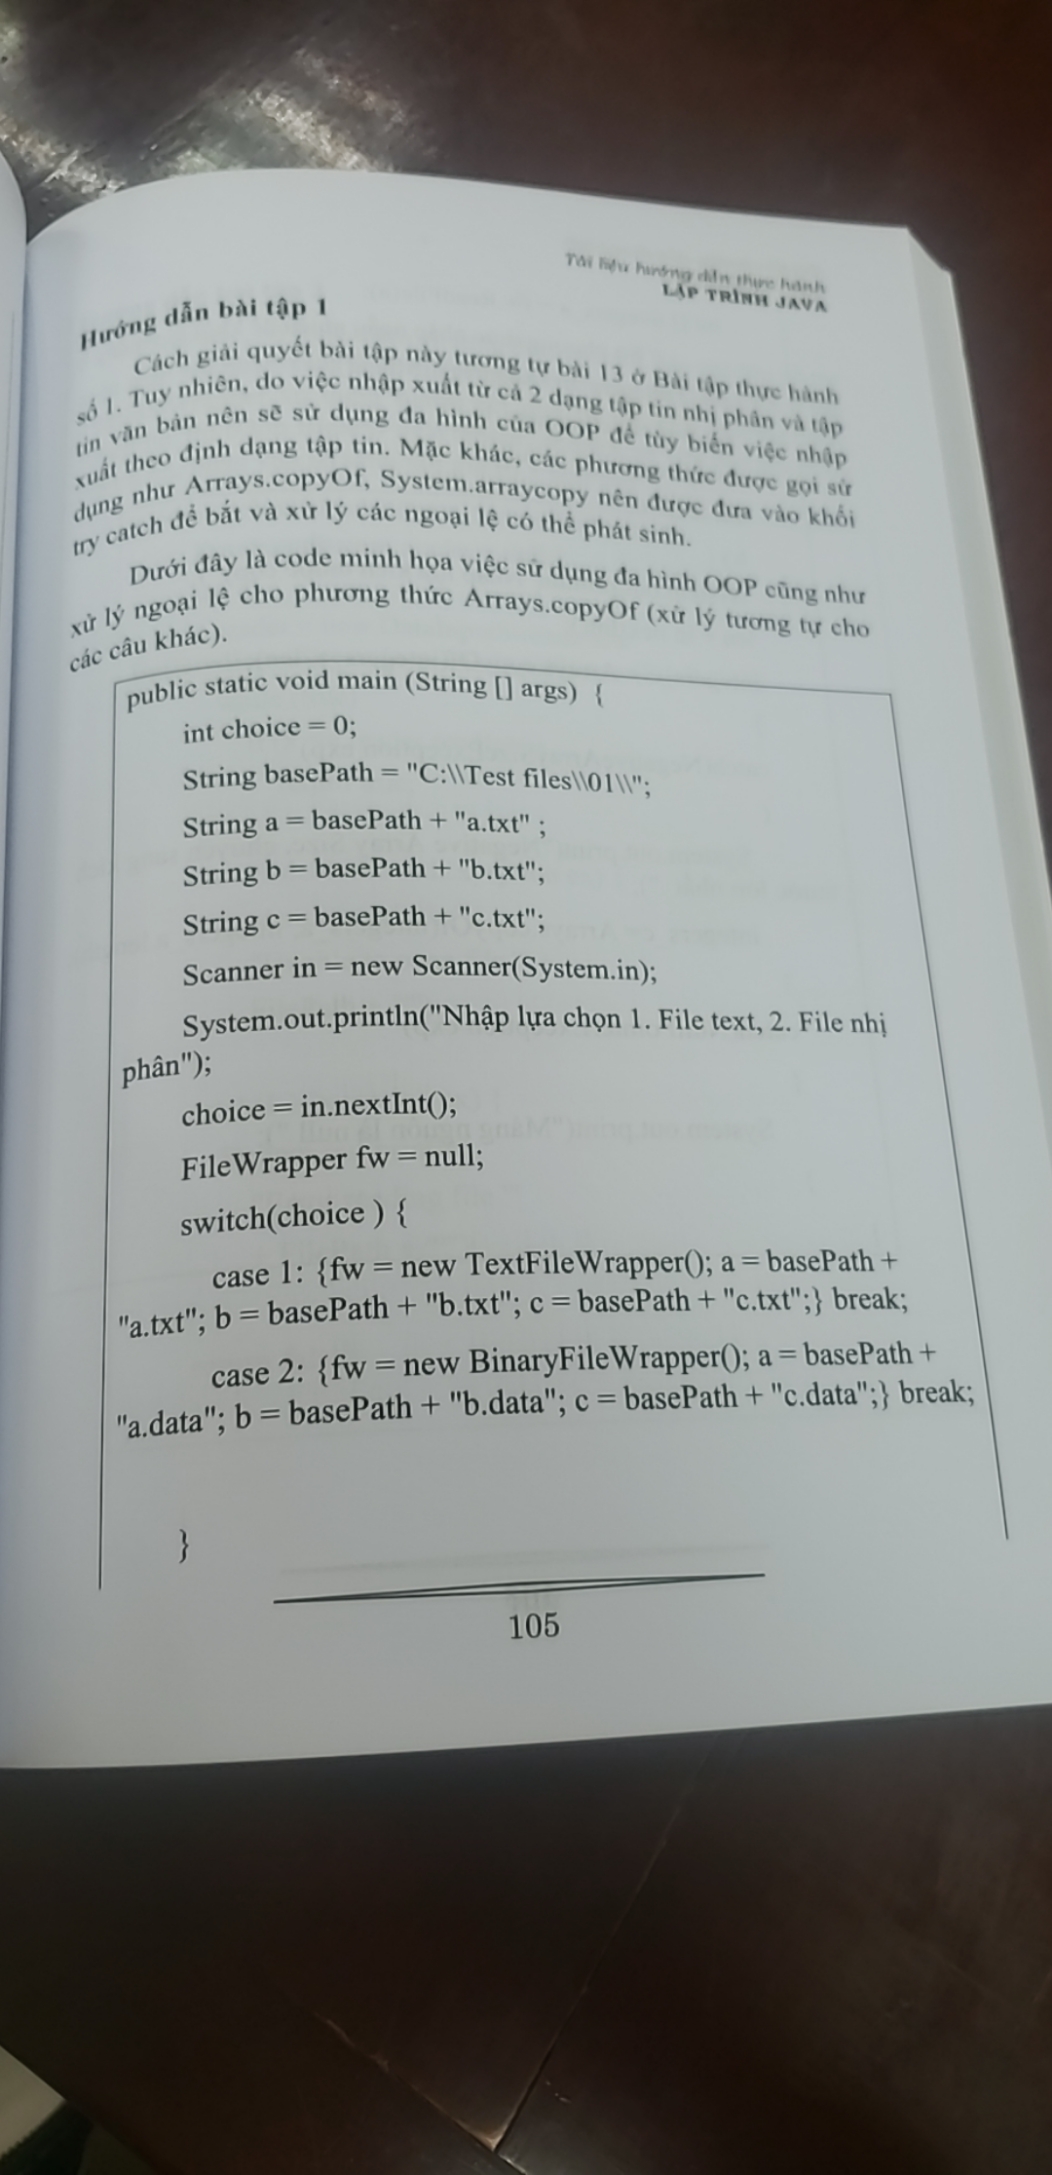 Tài liệu hướng dẫn thực hành
LẬP TRÌNH JAVA
Hướng dẫn bài tập 1
Cách giải quyết bài tập này tương tự bài 13 ở Bài tập thực hành
số 1. Tuy nhiên, do việc nhập xuất từ cả 2 dạng tập tin nhị phân và tập
tin văn bản nên sẽ sử dụng đa hình của OOP để tùy biến việc nhập
xuất theo định dạng tập tin. Mặc khác, các phương thức được gọi sử
dụng như Arrays.copyOf, System.arraycopy nên được đưa vào khối
try catch để bắt và xử lý các ngoại lệ có thể phát sinh.
Dưới đây là code minh họa việc sử dụng đa hình OOP cũng như
xử lý ngoại lệ cho phương thức Arrays.copyOf (xử lý tương tự cho
các câu khác).
public static void main (String [] args) {
int choice = 0;
String basePath = "C:\\Test files\\01\\";
String a = basePath + "a.txt" ;
String b = basePath + "b.txt";
String c = basePath + "c.txt";
Scanner in = new Scanner(System.in);
System.out.println("Nhập lựa chọn 1. File text, 2. File nhị
phân");
choice = in.nextInt();
FileWrapper fw = null;
switch(choice ) {
case 1: {fw = new TextFileWrapper(); a = basePath +
"a.txt"; b = basePath + "b.txt"; c = basePath + "c.txt";} break;
case 2: {fw = new BinaryFileWrapper(); a = basePath +
"a.data"; b = basePath + "b.data"; c = basePath + "c.data";} break;
}
105